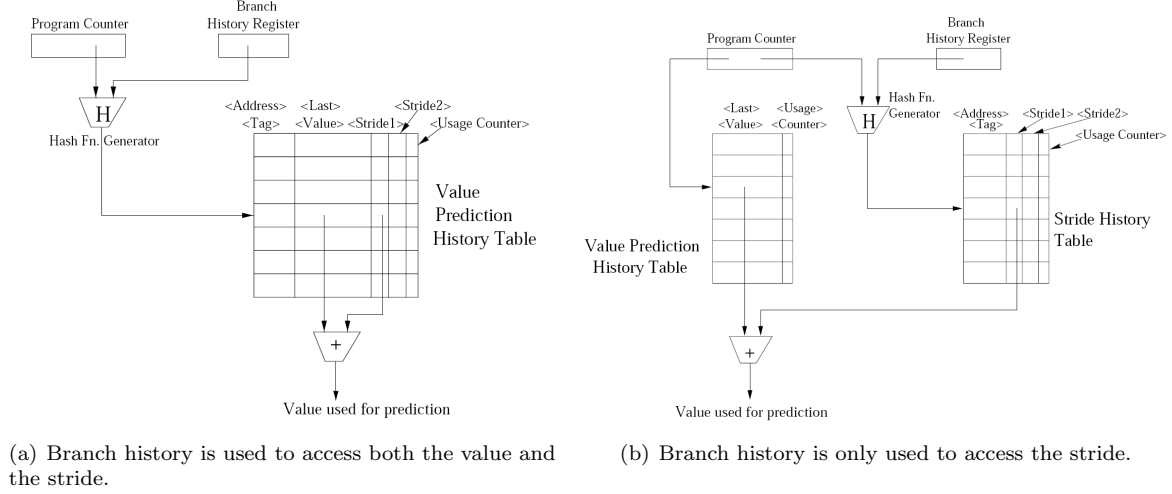 Branch
Program Counter
History Register
H
Hash Fn. Generator
<Address>
<Tag>
<Last>
<Value>
<Stride1>
<Stride2>
<Usage Counter>
Value
Prediction
History Table
+
Value used for prediction
(a) Branch history is used to access both the value and
the stride.
Branch
Program Counter
History Register
Hash Fn.
Generator
H
<Last>
<Value>
<Usage>
<Counter>
<Address>
<Tag>
<Stride1>
<Stride2>
<Usage Counter>
Value Prediction
History Table
Stride History
Table
+
Value used for prediction
(b) Branch history is only used to access the stride.